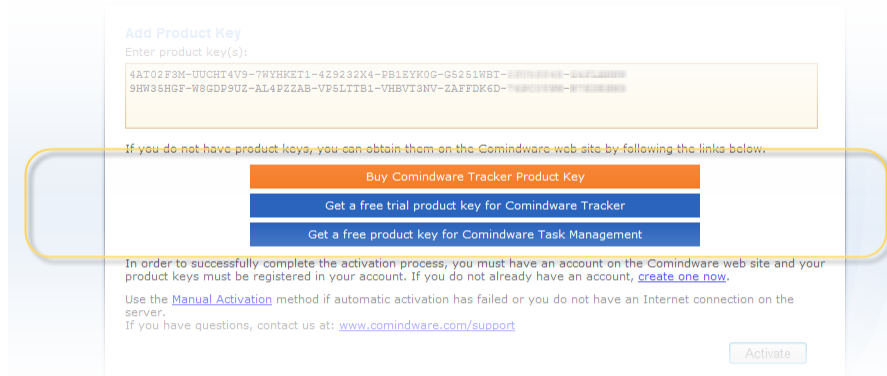 Add Product Key
Enter product key(s):
4AT02F3M-UUCHT4V9-7WYHKET1-4Z9232X4-PB1EYK0G-G5251WBT-
9HW35HGF-W8GDP9UZ-AL4PZZAB-VP5LTTB1-VHBVT3NV-ZAFFDK6D-
If you do not have product keys, you can obtain them on the Comindware web site by following the links below.
Buy Comindware Tracker Product Key
Get a free trial product key for Comindware Tracker
Get a free product key for Comindware Task Management
In order to successfully complete the activation process, you must have an account on the Comindware web site and your
product keys must be registered in your account. If you do not already have an account, create one now.
Use the Manual Activation method if automatic activation has failed or you do not have an Internet connection on the
server.
If you have questions, contact us at: www.comindware.com/support
Activate